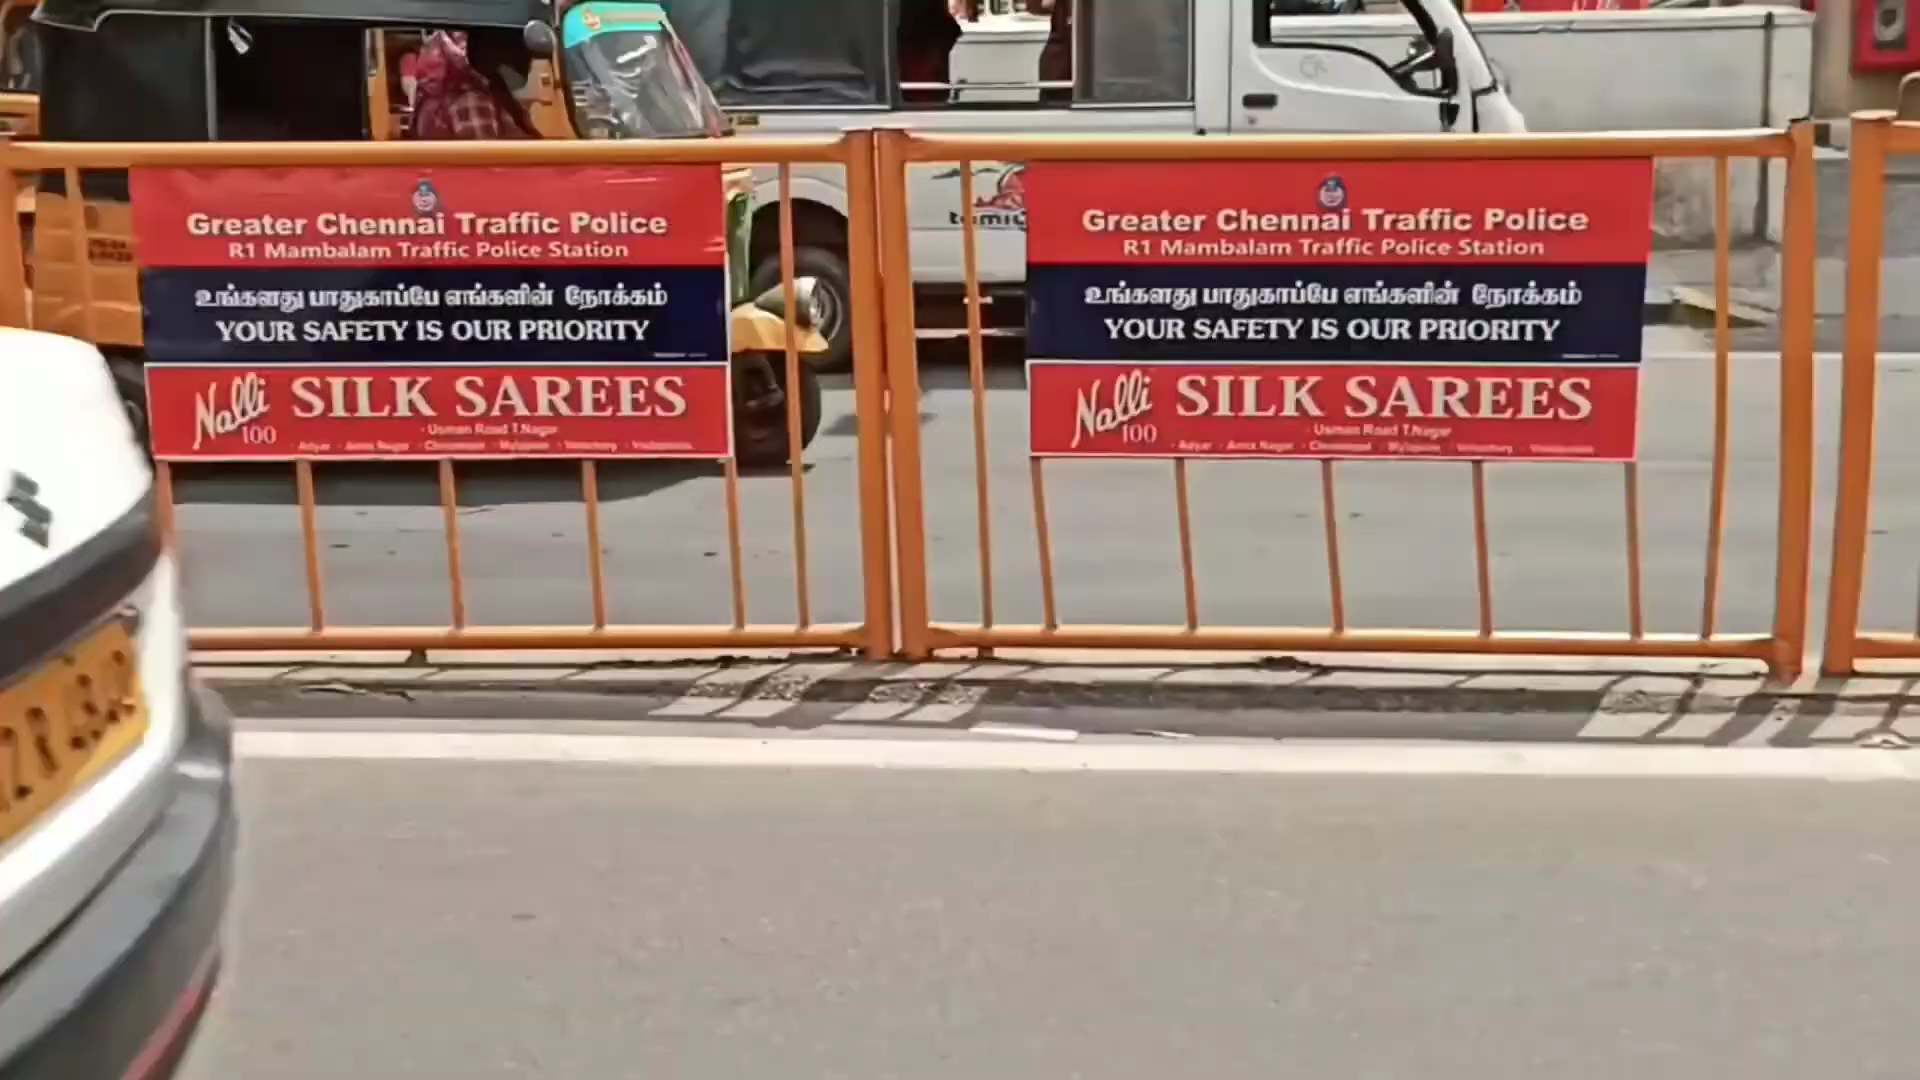 Greater Chennai Traffic Police
R1 Mambalam Traffic Police Station
உங்களது பாதுகாப்பே எங்களின் நோக்கம்
YOUR SAFETY IS OUR PRIORITY
Nalli 100 SILK SAREES
- Usman Road T.Nagar
Greater Chennai Traffic Police
R1 Mambalam Traffic Police Station
உங்களது பாதுகாப்பே எங்களின் நோக்கம்
YOUR SAFETY IS OUR PRIORITY
Nalli 100 SILK SAREES
- Usman Road T.Nagar